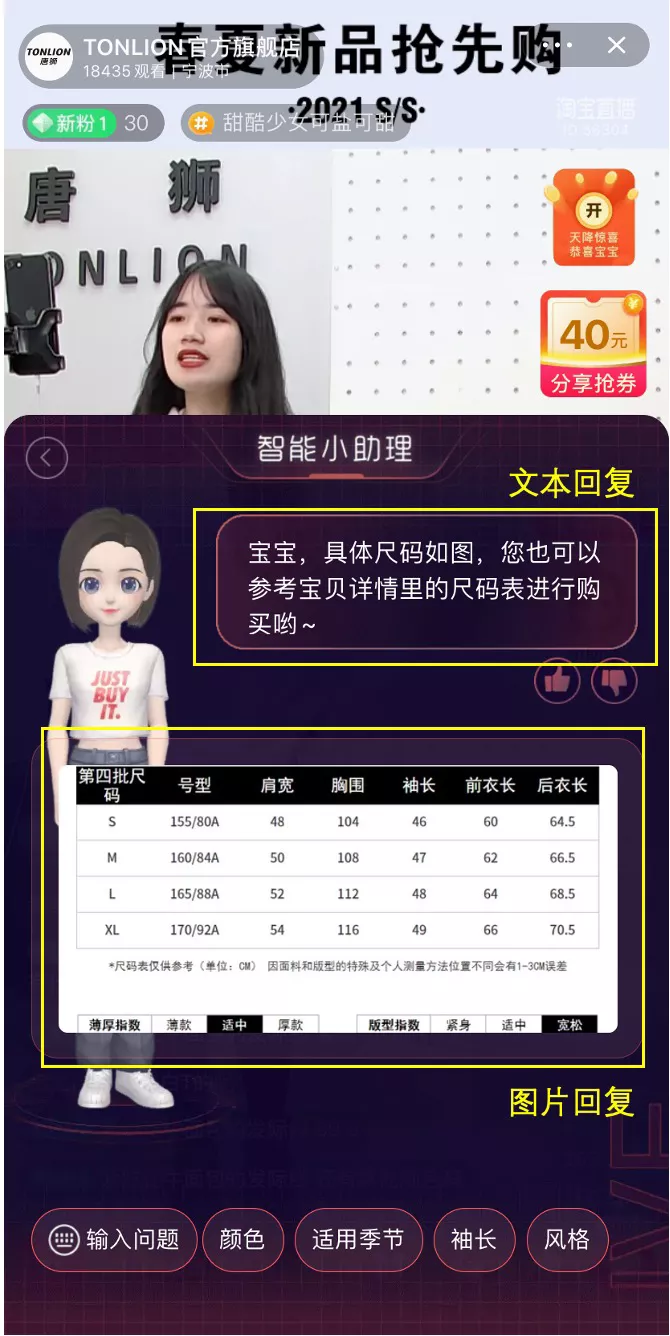 春夏新品抢先购
TONLION
唐狮
TONLION官方旗舰店
18435观看 | 宁波市
·2021 S/S·
淘宝直播
新粉1 30
甜酷少女可盐可甜
唐狮
TONLION
开
天降惊喜
恭喜宝宝
40元
分享抢券
智能小助理
文本回复
宝宝，具体尺码如图，您也可以
参考宝贝详情里的尺码表进行购
买哟～
JUST
BUY
IT.
第四批尺码 号型 肩宽 胸围 袖长 前衣长 后衣长
S 155/80A 48 104 46 60 64.5
M 160/84A 50 108 47 62 66.5
L 165/88A 52 112 48 64 68.5
XL 170/92A 54 116 49 66 70.5
*尺码表仅供参考（单位：CM） 因面料和版型的特殊及个人测量方法位置不同会有1-3CM误差
薄厚指数 薄款 适中 厚款 版型指数 紧身 适中 宽松
图片回复
输入问题 颜色 适用季节 袖长 风格